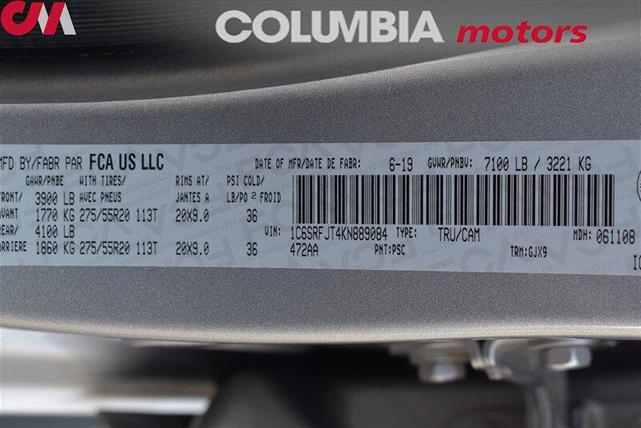 CM COLUMBIA motors
MFD BY/FABR PAR FCA US LLC DATE OF MFR/DATE DE FABR: 6-19 GVWR/PNBV: 7100 LB / 3221 KG
GAWR/PNBE WITH TIRES/ RIMS AT/ PSI COLD/
FRONT/ 3900 LB AVEC PNEUS JANTES A LB/PO 2 FROID
AVANT 1770 KG 275/55R20 113T 20X9.0 36
REAR/ 4100 LB VIN: 1C6SRFJT4KN889084 TYPE: TRU/CAM MDH: 061108
ARRIERE 1860 KG 275/55R20 113T 20X9.0 36 472AA PNT:PSC TRM:GJX9